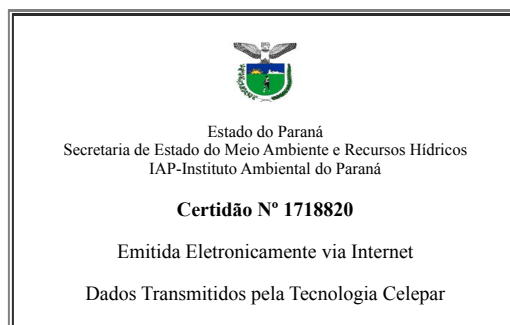 Estado do Paraná
Secretaria de Estado do Meio Ambiente e Recursos Hídricos
IAP-Instituto Ambiental do Paraná
Certidão Nº 1718820
Emitida Eletronicamente via Internet
Dados Transmitidos pela Tecnologia Celepar